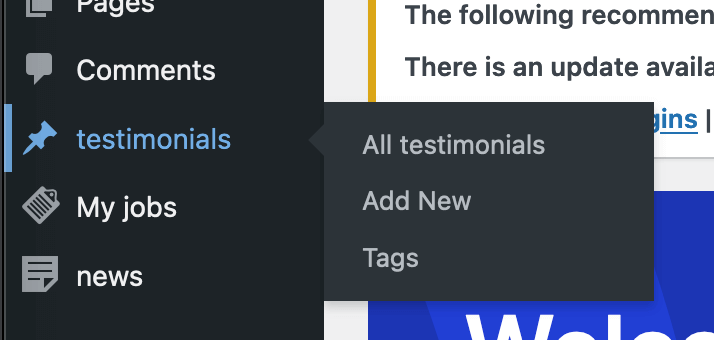 Pages
Comments
testimonials
My jobs
news
All testimonials
Add New
Tags
The following recommen
There is an update availa
gins |